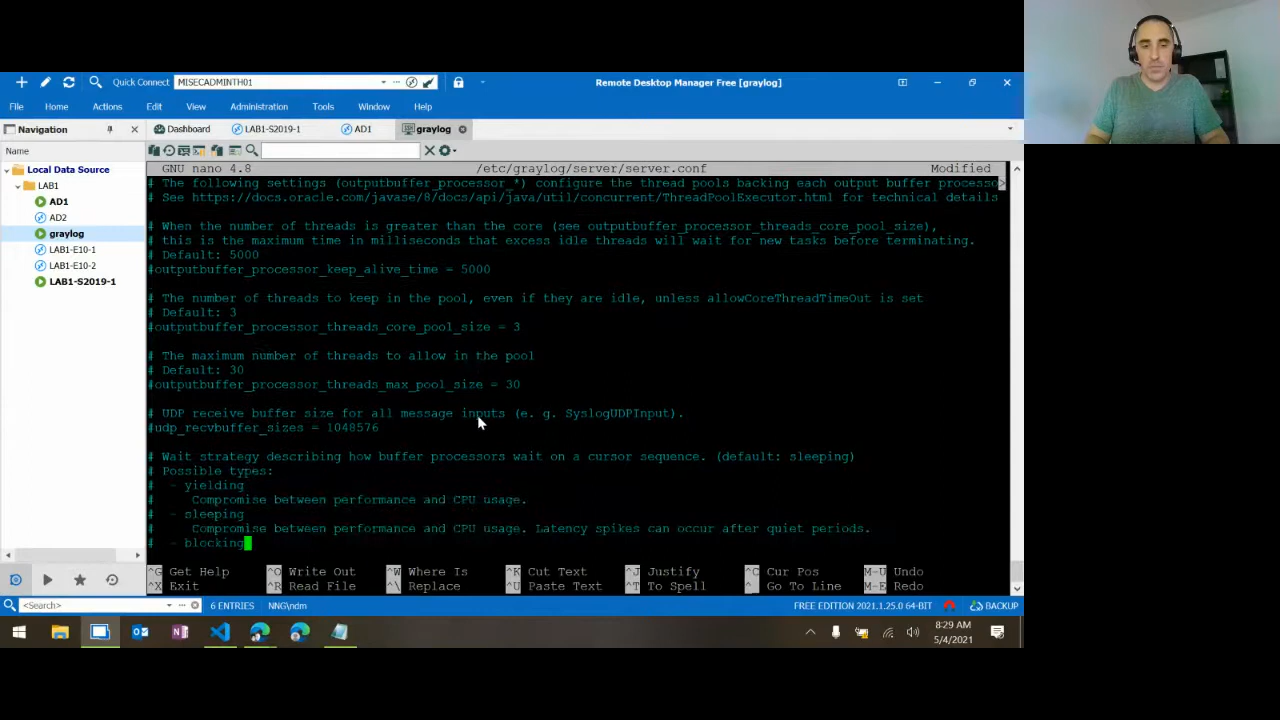 Quick Connect MISECADMINTH01 Remote Desktop Manager Free [graylog]
File Home Actions Edit View Administration Tools Window Help
Navigation Dashboard LAB1-S2019-1 AD1 graylog
Name
Local Data Source
LAB1
AD1
AD2
graylog
LAB1-E10-1
LAB1-E10-2
LAB1-S2019-1
GNU nano 4.8 /etc/graylog/server/server.conf Modified
# The following settings (outputbuffer_processor_*) configure the thread pools backing each output buffer processo>
# See https://docs.oracle.com/javase/8/docs/api/java/util/concurrent/ThreadPoolExecutor.html for technical details
# When the number of threads is greater than the core (see outputbuffer_processor_threads_core_pool_size),
# this is the maximum time in milliseconds that excess idle threads will wait for new tasks before terminating.
# Default: 5000
#outputbuffer_processor_keep_alive_time = 5000
# The number of threads to keep in the pool, even if they are idle, unless allowCoreThreadTimeOut is set
# Default: 3
#outputbuffer_processor_threads_core_pool_size = 3
# The maximum number of threads to allow in the pool
# Default: 30
#outputbuffer_processor_threads_max_pool_size = 30
# UDP receive buffer size for all message inputs (e. g. SyslogUDPInput).
#udp_recvbuffer_sizes = 1048576
# Wait strategy describing how buffer processors wait on a cursor sequence. (default: sleeping)
# Possible types:
# - yielding
# Compromise between performance and CPU usage.
# - sleeping
# Compromise between performance and CPU usage. Latency spikes can occur after quiet periods.
# - blocking
^G Get Help ^O Write Out ^W Where Is ^K Cut Text ^J Justify ^C Cur Pos M-U Undo
^X Exit ^R Read File ^\ Replace ^U Paste Text ^T To Spell ^_ Go To Line M-E Redo
<Search> 6 ENTRIES NNG\ndm FREE EDITION 2021.1.25.0 64-BIT BACKUP
8:29 AM
5/4/2021